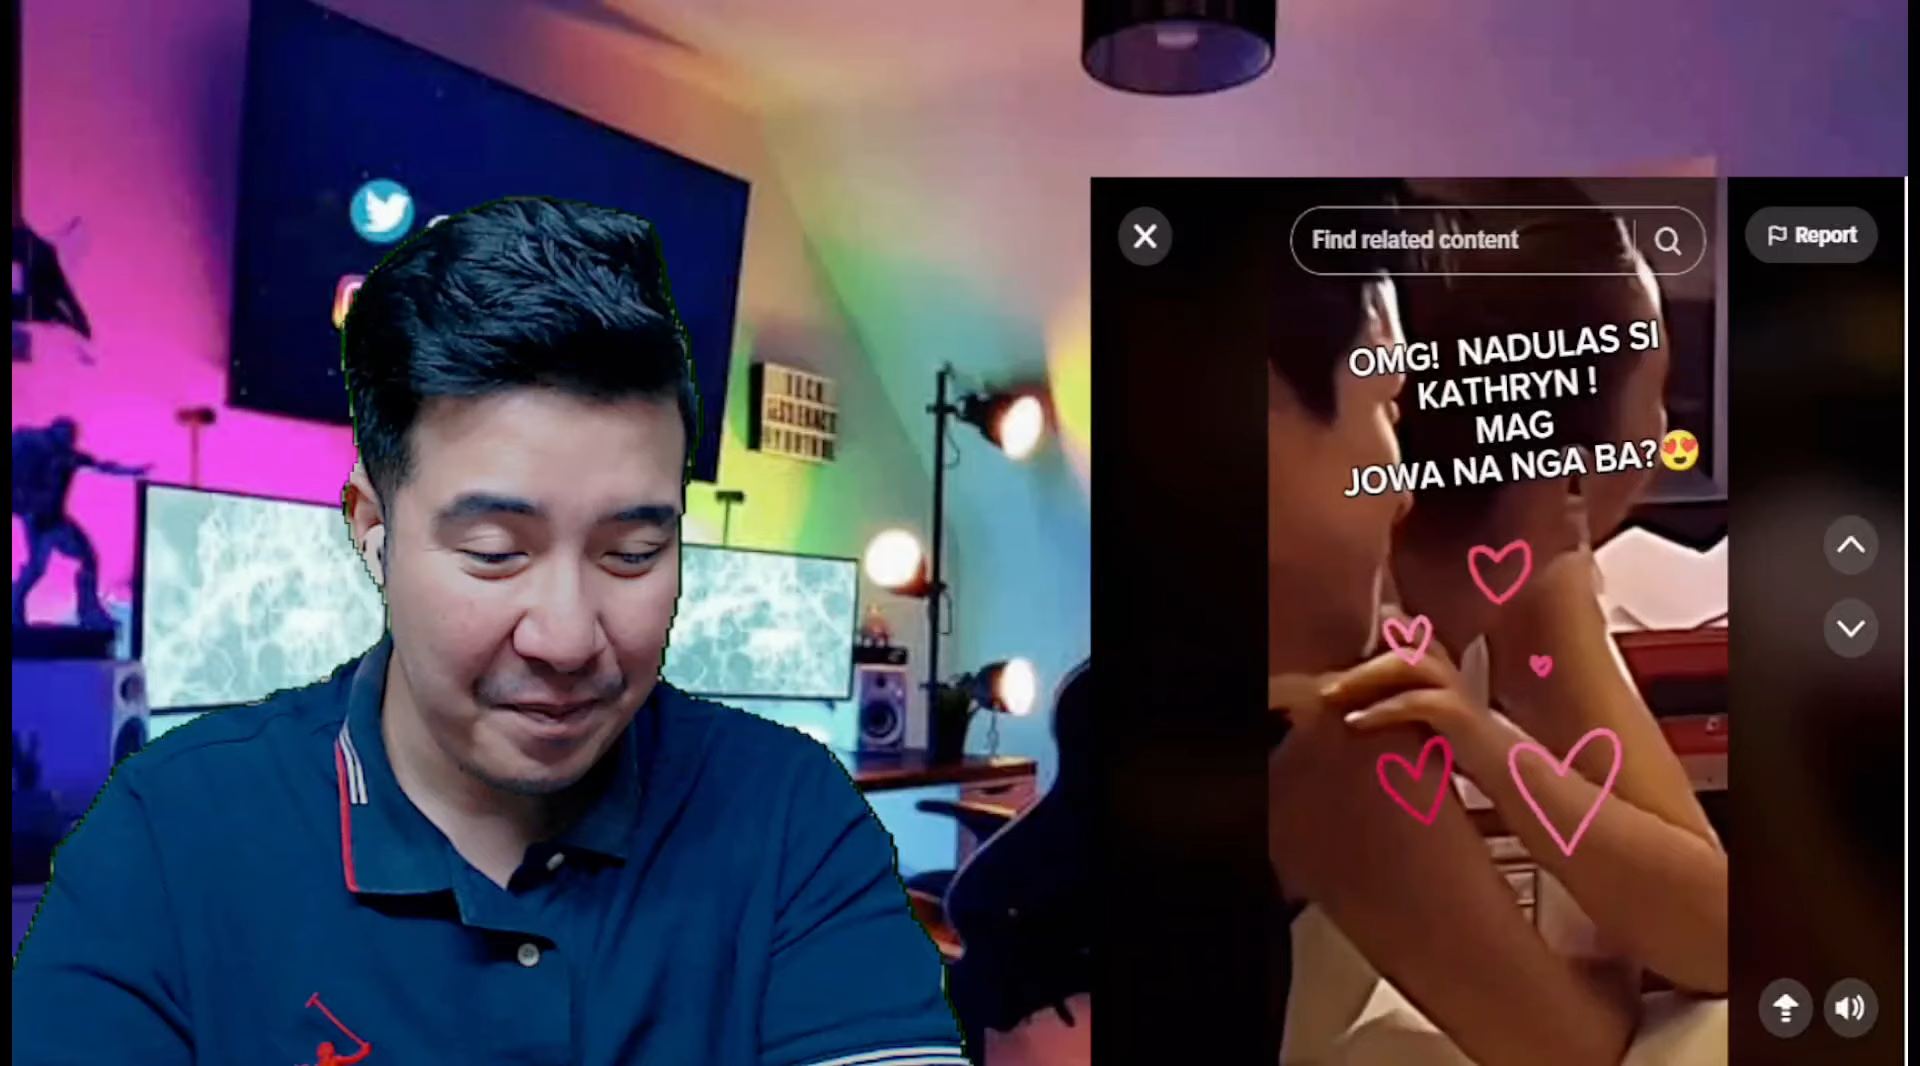 Find related content
Report
OMG! NADULAS SI
KATHRYN !
MAG
JOWA NA NGA BA?😍